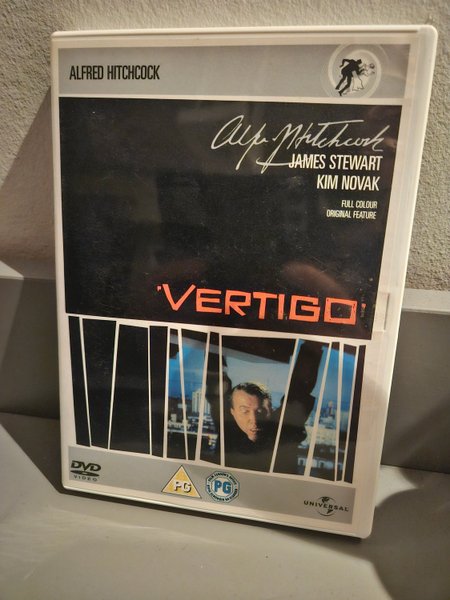 ALFRED HITCHCOCK
Alfred Hitchcock
JAMES STEWART
KIM NOVAK
FULL COLOUR
ORIGINAL FEATURE
'VERTIGO'
DVD
VIDEO
PG
PG
UNIVERSAL